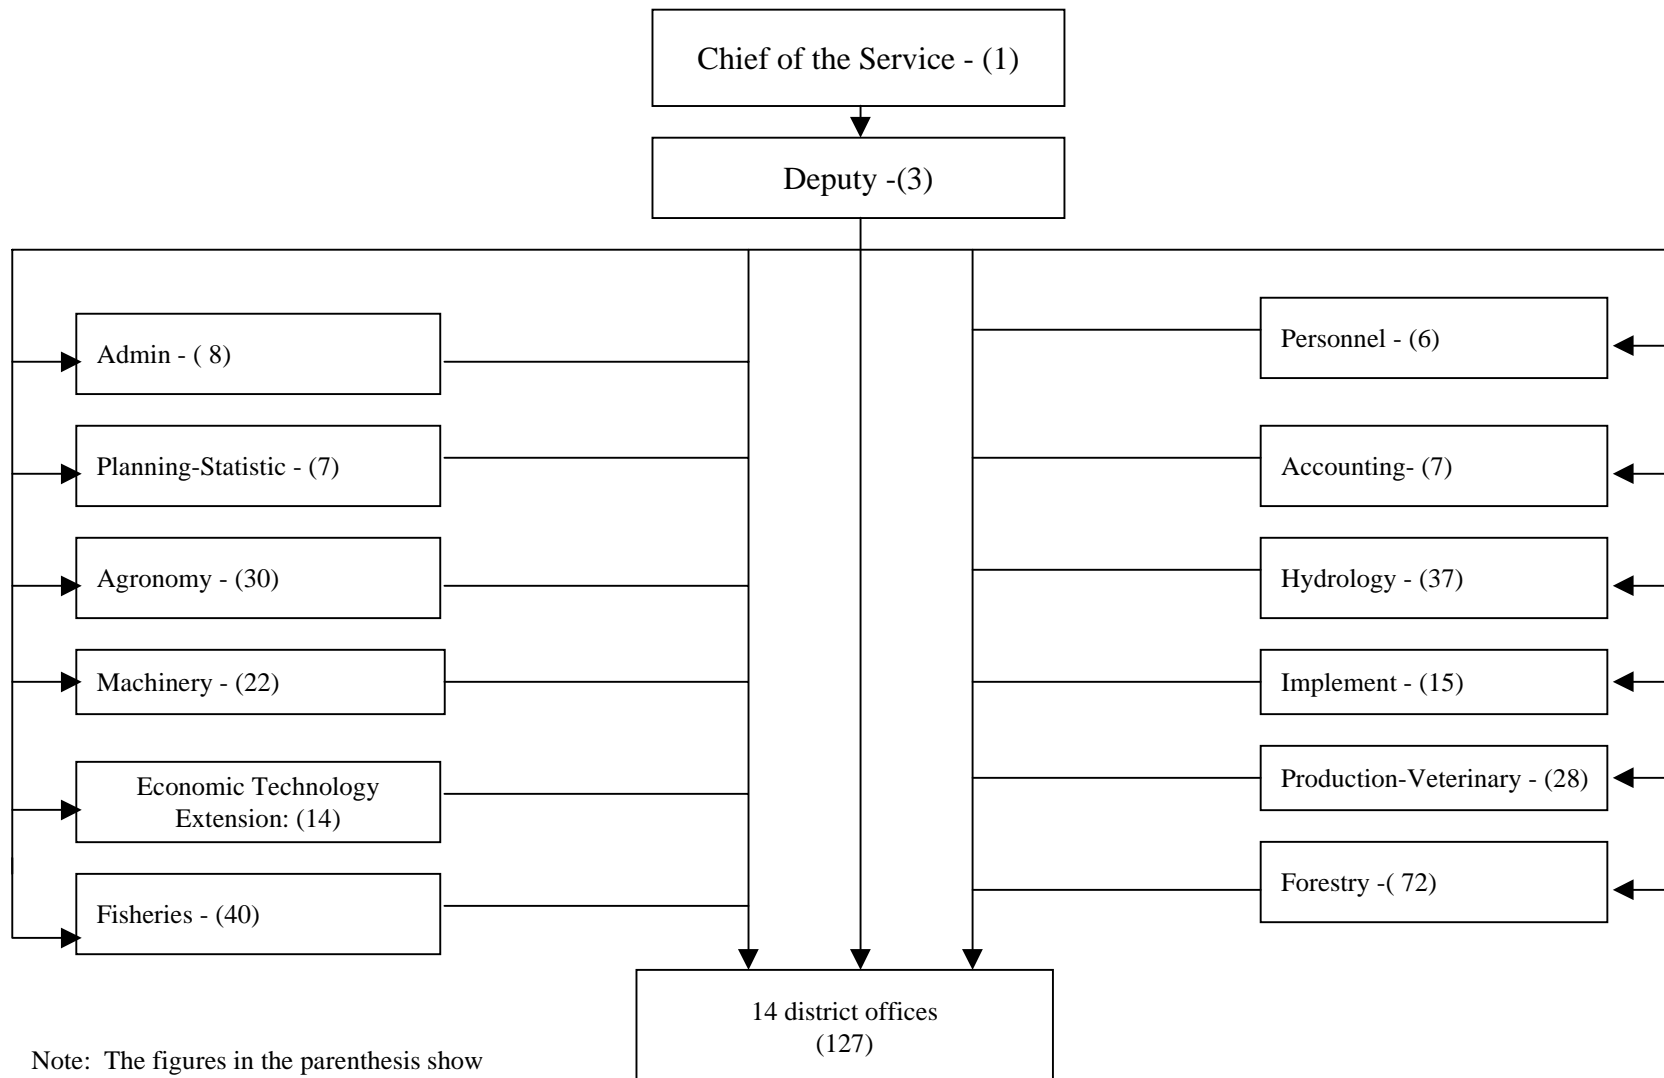 Chief of the Service - (1)
Deputy -(3)
Admin - ( 8)
Personnel - (6)
Planning-Statistic - (7)
Accounting- (7)
Agronomy - (30)
Hydrology - (37)
Machinery - (22)
Implement - (15)
Economic Technology
Extension: (14)
Production-Veterinary - (28)
Fisheries - (40)
Forestry -( 72)
14 district offices
(127)
Note:  The figures in the parenthesis show